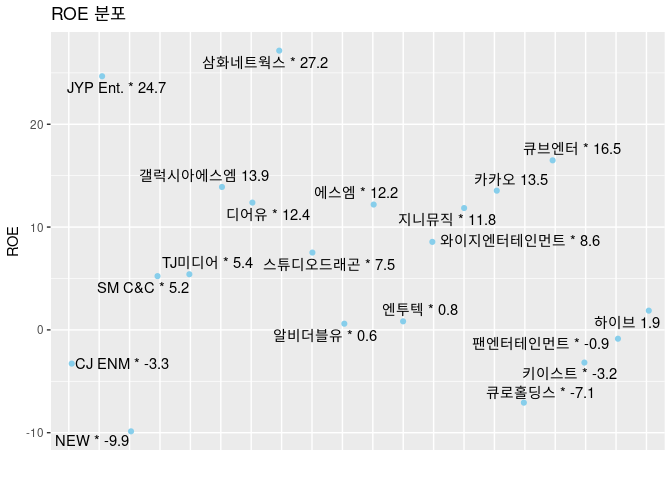 ROE 분포
삼화네트웍스 * 27.2
JYP Ent. * 24.7
20
큐브엔터 * 16.5
갤럭시아에스엠 13.9
카카오 13.5
에스엠 * 12.2
디어유 * 12.4
지니뮤직 * 11.8
10
ROE
와이지엔터테인먼트 * 8.6
TJ미디어 * 5.4
스튜디오드래곤 * 7.5
SM C&C * 5.2
엔투텍 * 0.8
하이브 1.9
0
알비더블유 * 0.6
팬엔터테인먼트 * -0.9
CJ ENM * -3.3
키이스트 * -3.2
큐로홀딩스 * -7.1
-10
NEW * -9.9